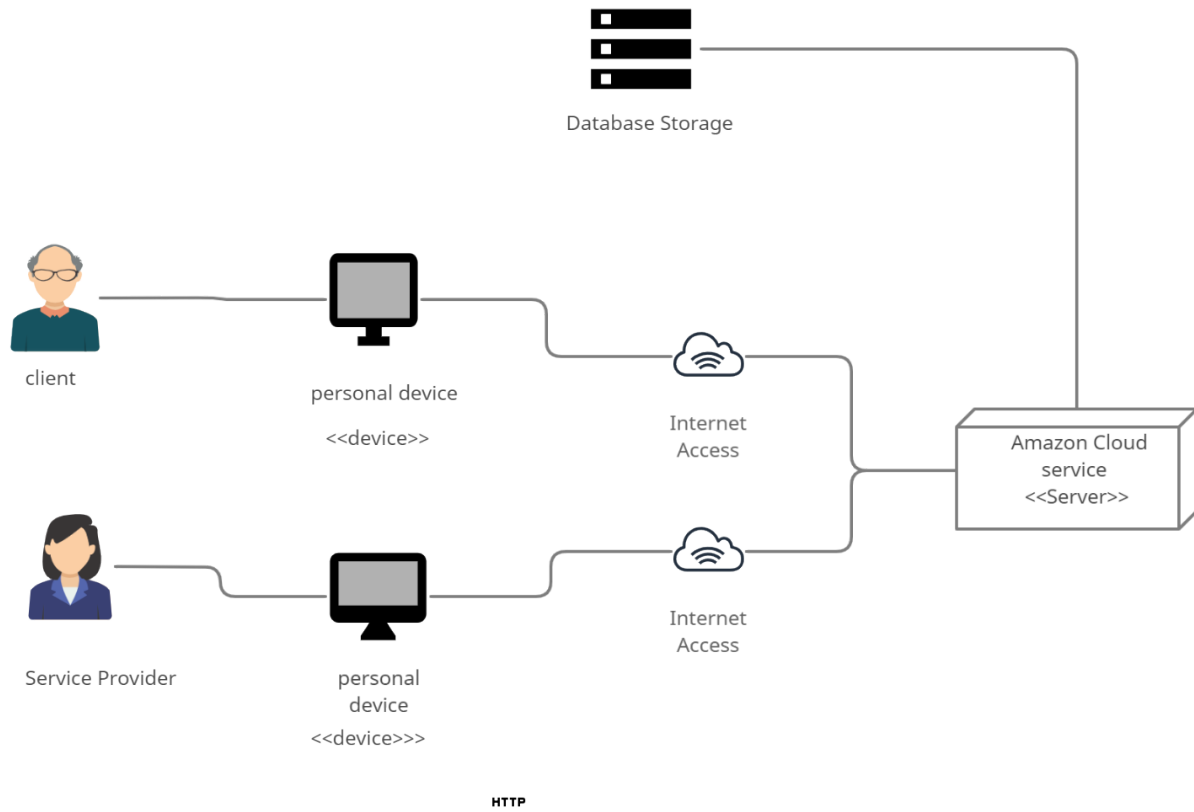 Database Storage
client
personal device
<<device>>
Internet
Access
Amazon Cloud
service
<<Server>>
Service Provider
personal
device
<<device>>>
Internet
Access
HTTP